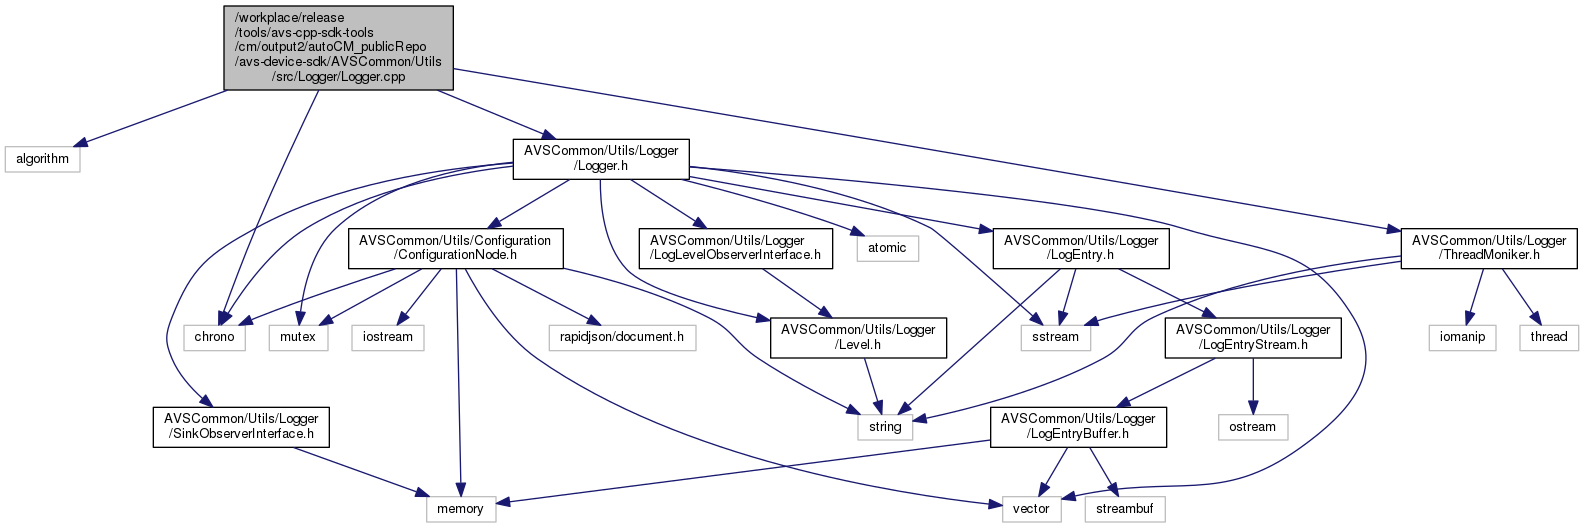 /workplace/release
/tools/avs-cpp-sdk-tools
/cm/output2/autoCM_publicRepo
/avs-device-sdk/AVSCommon/Utils
/src/Logger/Logger.cpp
algorithm
AVSCommon/Utils/Logger
/Logger.h
AVSCommon/Utils/Configuration
/ConfigurationNode.h
AVSCommon/Utils/Logger
/LogLevelObserverInterface.h
atomic
AVSCommon/Utils/Logger
/LogEntry.h
AVSCommon/Utils/Logger
/ThreadMoniker.h
chrono
mutex
iostream
rapidjson/document.h
AVSCommon/Utils/Logger
/Level.h
sstream
AVSCommon/Utils/Logger
/LogEntryStream.h
iomanip
thread
AVSCommon/Utils/Logger
/SinkObserverInterface.h
string
AVSCommon/Utils/Logger
/LogEntryBuffer.h
ostream
memory
vector
streambuf